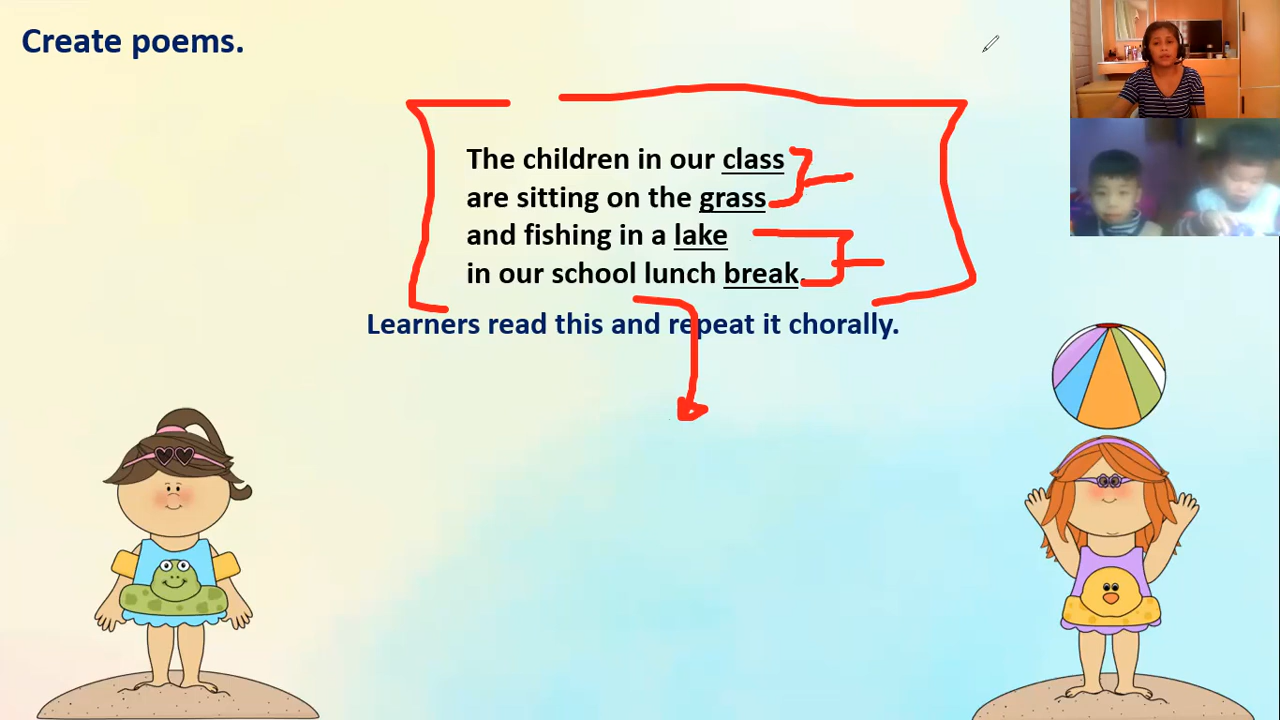 Create poems.
The children in our class
are sitting on the grass
and fishing in a lake
in our school lunch break.
Learners read this and repeat it chorally.